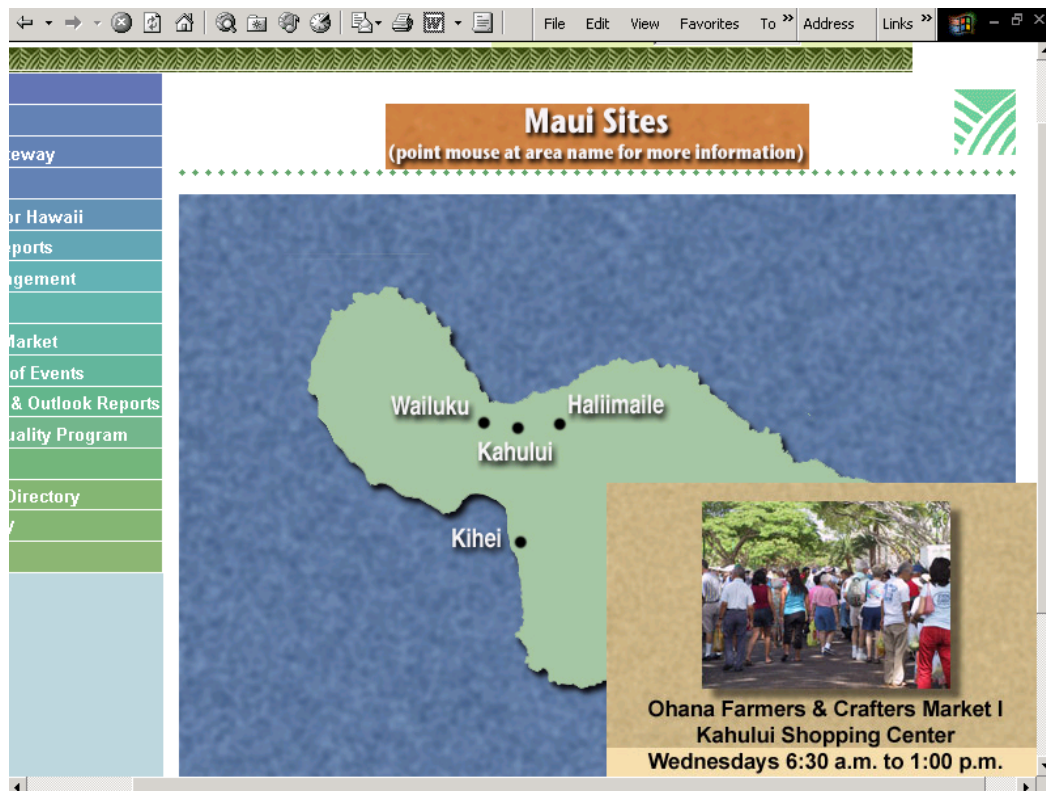 File Edit View Favorites To » Address Links »
Maui Sites
(point mouse at area name for more information)
eway
or Hawaii
eports
gement
Market
of Events
& Outlook Reports
uality Program
Directory
y
Wailuku
Haliimaile
Kahului
Kihei
Ohana Farmers & Crafters Market I
Kahului Shopping Center
Wednesdays 6:30 a.m. to 1:00 p.m.